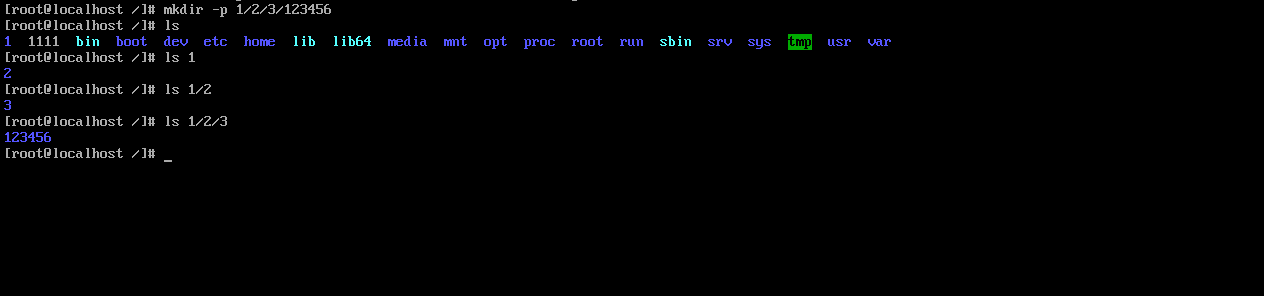 [root@localhost /]# mkdir -p 1/2/3/123456
[root@localhost /]# ls
1  1111  bin  boot  dev  etc  home  lib  lib64  media  mnt  opt  proc  root  run  sbin  srv  sys  tmp  usr  var
[root@localhost /]# ls 1
2
[root@localhost /]# ls 1/2
3
[root@localhost /]# ls 1/2/3
123456
[root@localhost /]# _